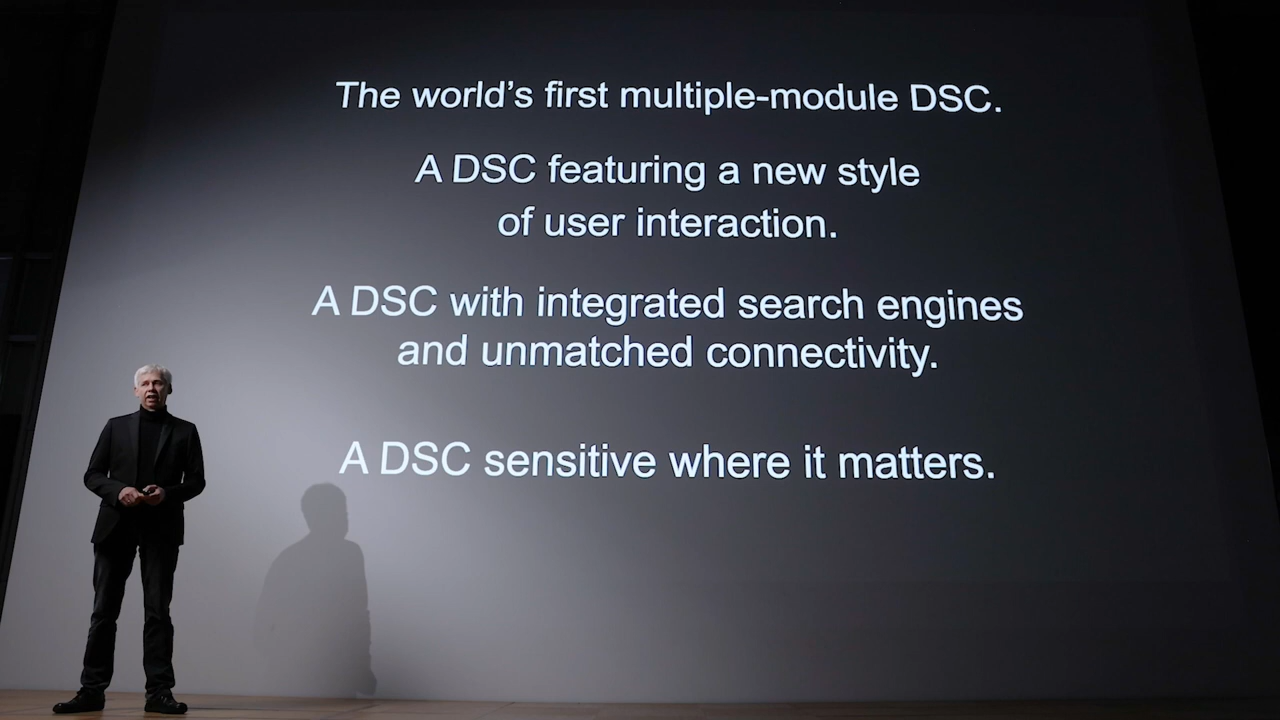 The world's first multiple-module DSC.
A DSC featuring a new style
of user interaction.
A DSC with integrated search engines
and unmatched connectivity.
A DSC sensitive where it matters.